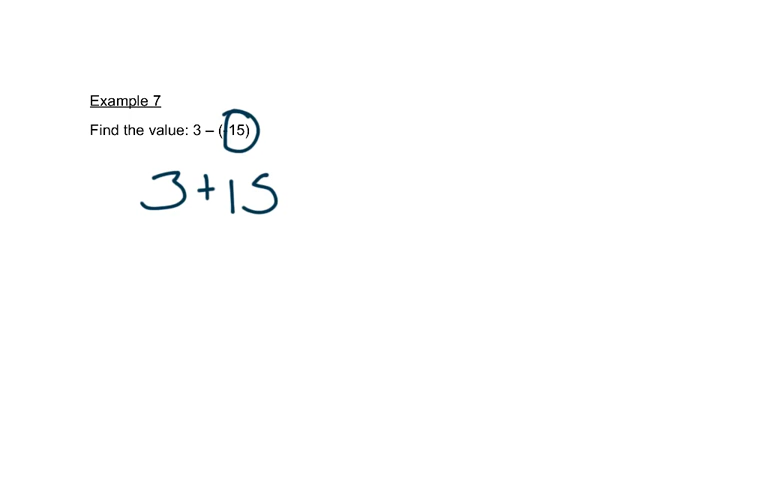 Example 7
Find the value: 3 – (-15)
3+15